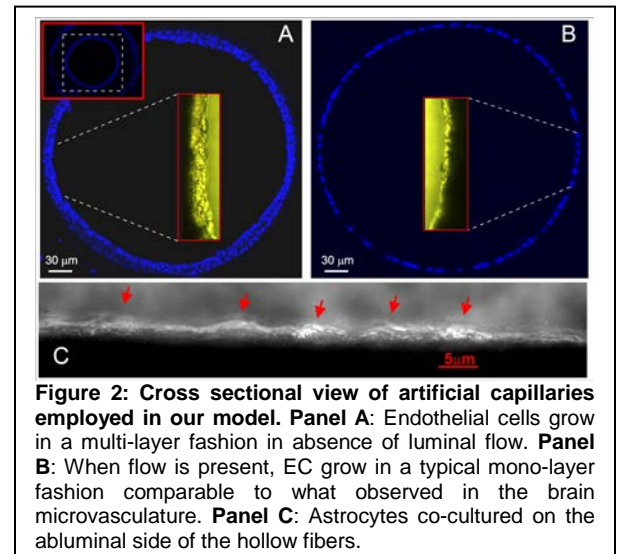 A
B
30 μm
30 μm
C
5μm
Figure 2: Cross sectional view of artificial capillaries
employed in our model. Panel A: Endothelial cells grow
in a multi-layer fashion in absence of luminal flow. Panel
B: When flow is present, EC grow in a typical mono-layer
fashion comparable to what observed in the brain
microvasculature. Panel C: Astrocytes co-cultured on the
abluminal side of the hollow fibers.